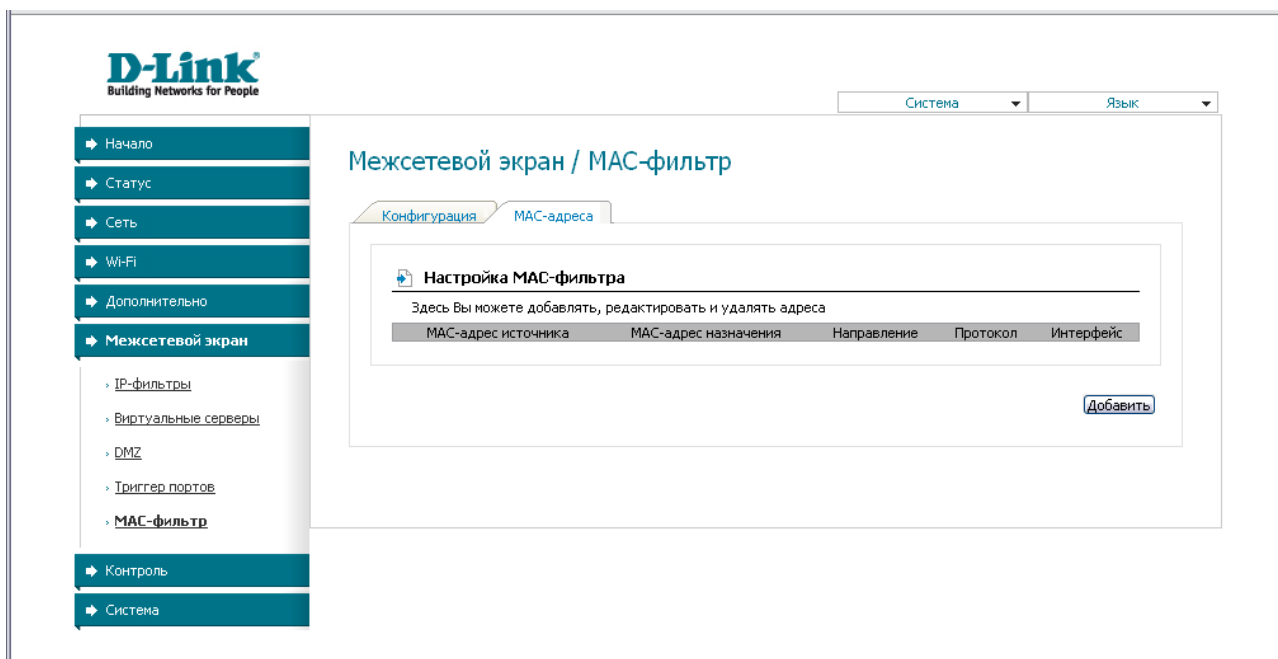 D-Link
Building Networks for People
Система Язык
Начало
Статус
Сеть
Wi-Fi
Дополнительно
Межсетевой экран
IP-фильтры
Виртуальные серверы
DMZ
Триггер портов
MAC-фильтр
Контроль
Система
Межсетевой экран / MAC-фильтр
Конфигурация MAC-адреса
Настройка MAC-фильтра
Здесь Вы можете добавлять, редактировать и удалять адреса
MAC-адрес источника MAC-адрес назначения Направление Протокол Интерфейс
Добавить